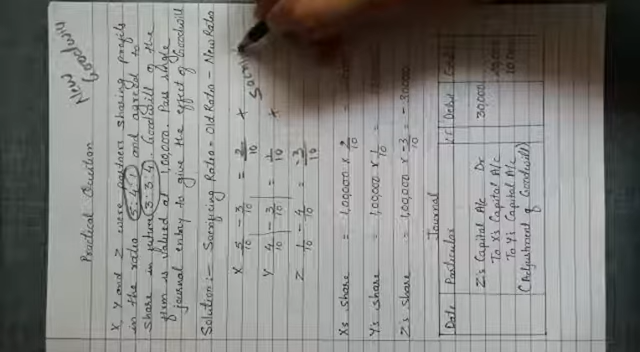 New
Goodwill
Practical Question
X, Y and Z were partners sharing profits
in the ratio 5:4:1 and agreed to
share in future 3:3:4. Goodwill of the
firm is valued at 1,00,000. Pass single
journal entry to give the effect of Goodwill
Solution:- Sacrificing Ratio = Old Ratio - New Ratio
X 5/10 - 3/10 = 2/10
Y 4/10 - 3/10 = 1/10
Z 1/10 - 4/10 = -3/10
X's share = 1,00,000 x 2/10 =
Y's share = 1,00,000 x 1/10 =
Z's share = 1,00,000 x -3/10 = -30000
Journal
Date Particulars Debit
Z's Capital A/c Dr 30,000
To X's Capital A/c
To Y's Capital A/c 10,000
(Adjustment of Goodwill)